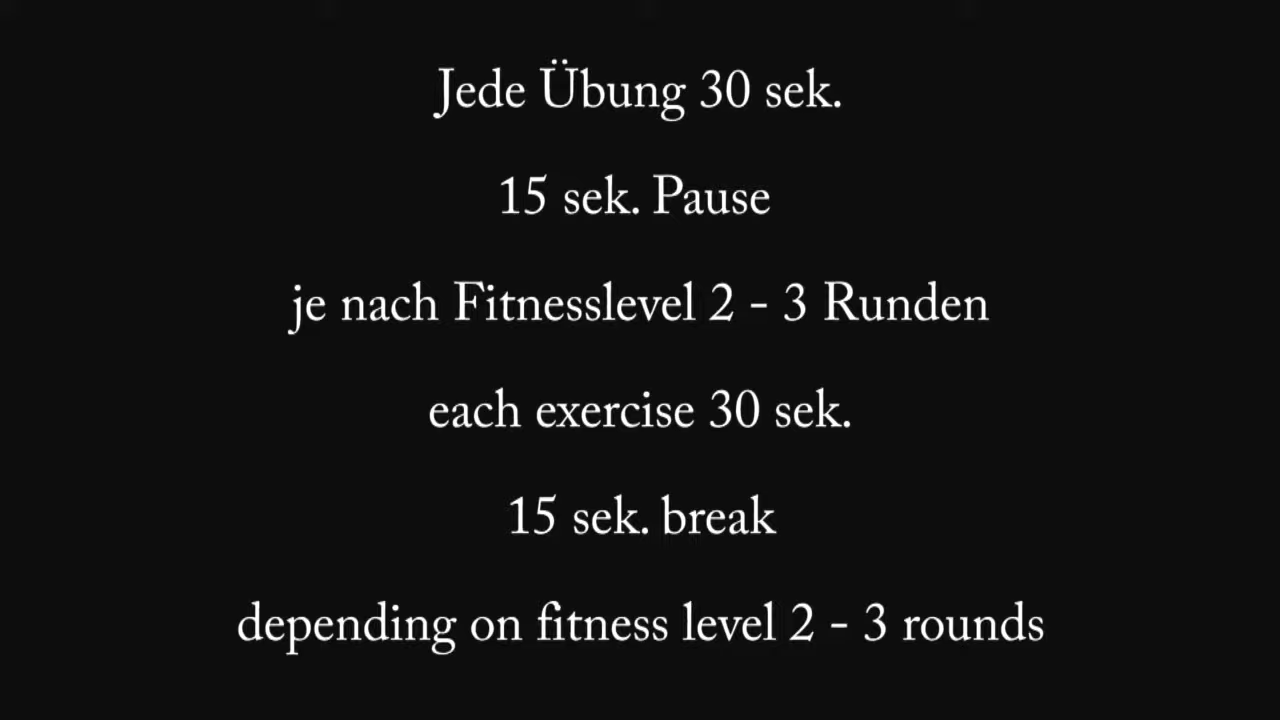 Jede Übung 30 sek.
15 sek. Pause
je nach Fitnesslevel 2 - 3 Runden
each exercise 30 sek.
15 sek. break
depending on fitness level 2 - 3 rounds